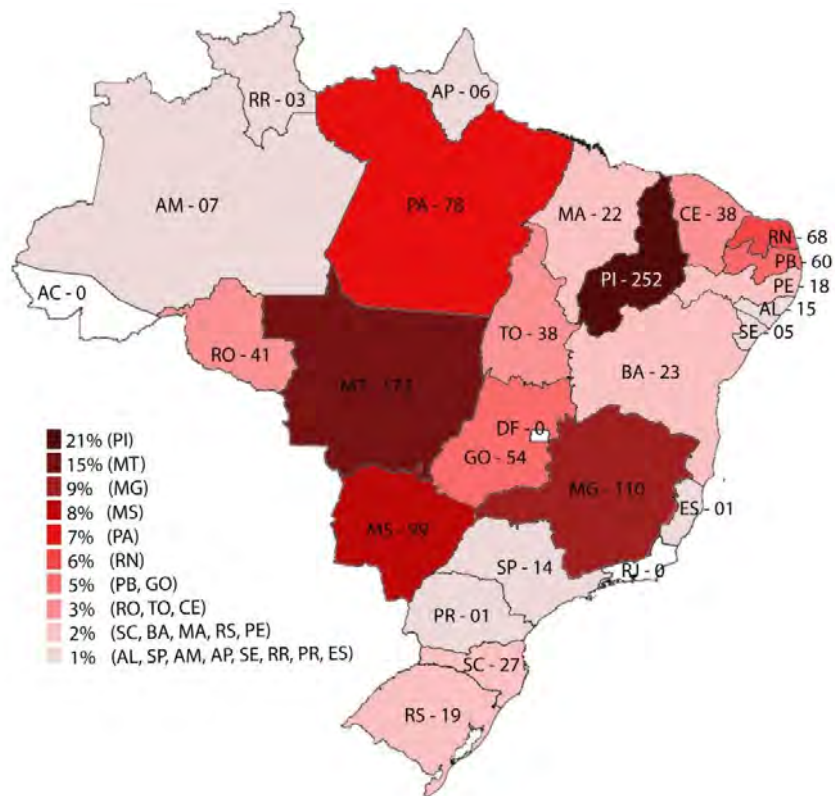 RR - 03
AP - 06
AM - 07
PA - 78
MA - 22
CE - 38
RN - 68
PB - 60
PE - 18
AL - 15
SE - 05
PI - 252
AC - 0
RO - 41
TO - 38
MT -
BA - 23
DF - 0
GO - 54
MG - 110
ES - 01
MS - 99
SP - 14
RJ - 0
PR - 01
SC - 27
RS - 19
21% (PI)
15% (MT)
9% (MG)
8% (MS)
7% (PA)
6% (RN)
5% (PB, GO)
3% (RO, TO, CE)
2% (SC, BA, MA, RS, PE)
1% (AL, SP, AM, AP, SE, RR, PR, ES)